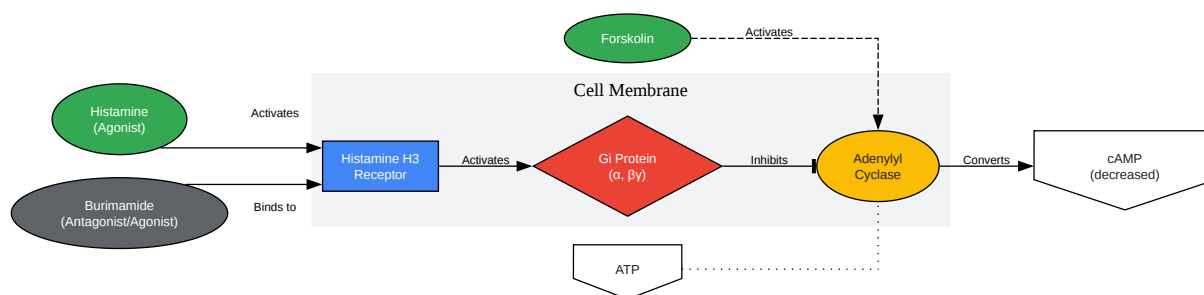 Forskolin
Activates
Cell Membrane
Histamine
(Agonist)
Activates
Histamine H3
Receptor
Activates
Gi Protein
(α, βγ)
Inhibits
Adenylyl
Cyclase
Converts
cAMP
(decreased)
Burimamide
(Antagonist/Agonist)
Binds to
ATP